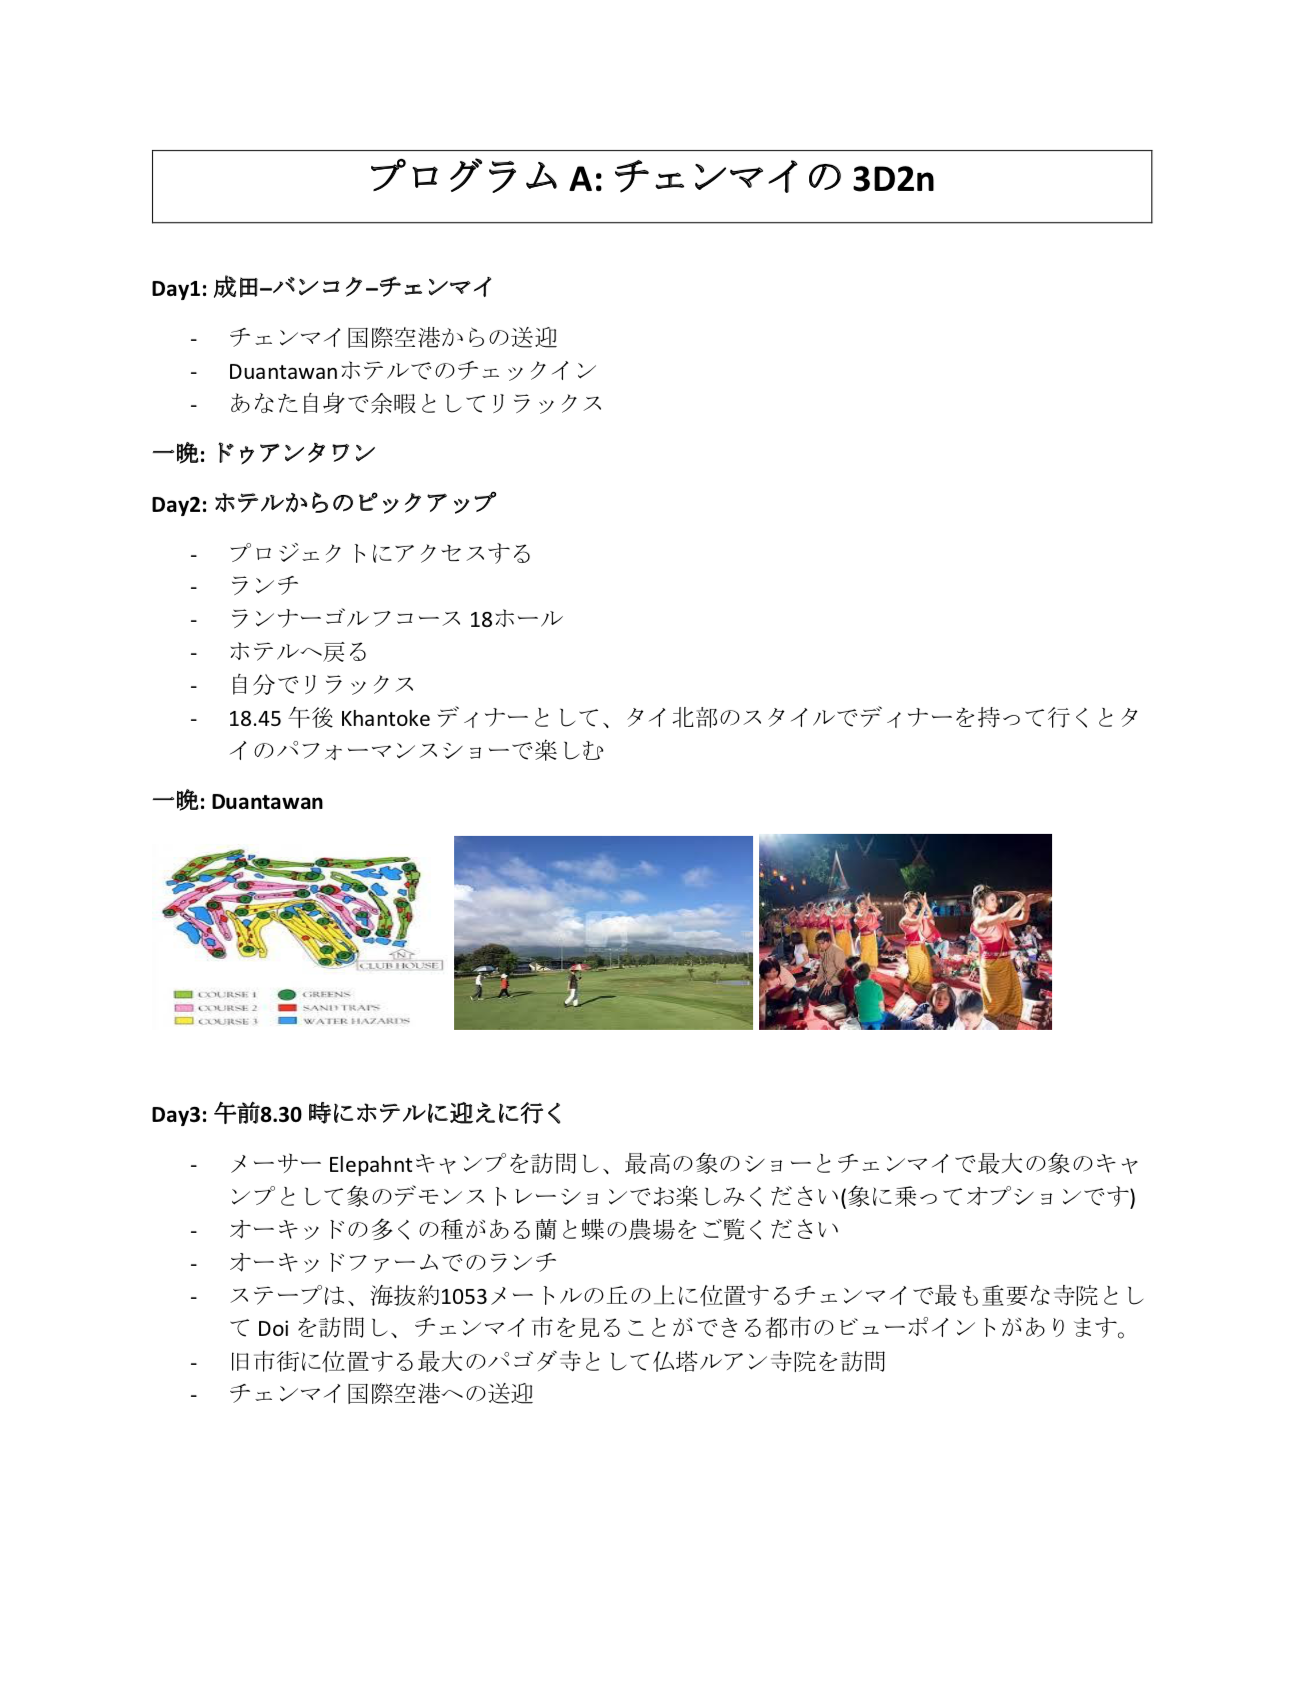 プログラム A: チェンマイの 3D2n
Day1: 成田–バンコク–チェンマイ
- チェンマイ国際空港からの送迎
- Duantawanホテルでのチェックイン
- あなた自身で余暇としてリラックス
一晩: ドゥアンタワン
Day2: ホテルからのピックアップ
- プロジェクトにアクセスする
- ランチ
- ランナーゴルフコース 18ホール
- ホテルへ戻る
- 自分でリラックス
- 18.45 午後 Khantoke ディナーとして、タイ北部のスタイルでディナーを持って行くとタ
イのパフォーマンスショーで楽しむ
一晩: Duantawan
N
CLUB HOUSE
COURSE 1 GREENS
COURSE 2 SAND TRAPS
COURSE 3 WATER HAZARDS
Day3: 午前8.30 時にホテルに迎えに行く
- メーサー Elepahntキャンプを訪問し、最高の象のショーとチェンマイで最大の象のキャ
ンプとして象のデモンストレーションでお楽しみください(象に乗ってオプションです)
- オーキッドの多くの種がある蘭と蝶の農場をご覧ください
- オーキッドファームでのランチ
- ステープは、海抜約1053メートルの丘の上に位置するチェンマイで最も重要な寺院とし
て Doi を訪問し、チェンマイ市を見ることができる都市のビューポイントがあります。
- 旧市街に位置する最大のパゴダ寺として仏塔ルアン寺院を訪問
- チェンマイ国際空港への送迎